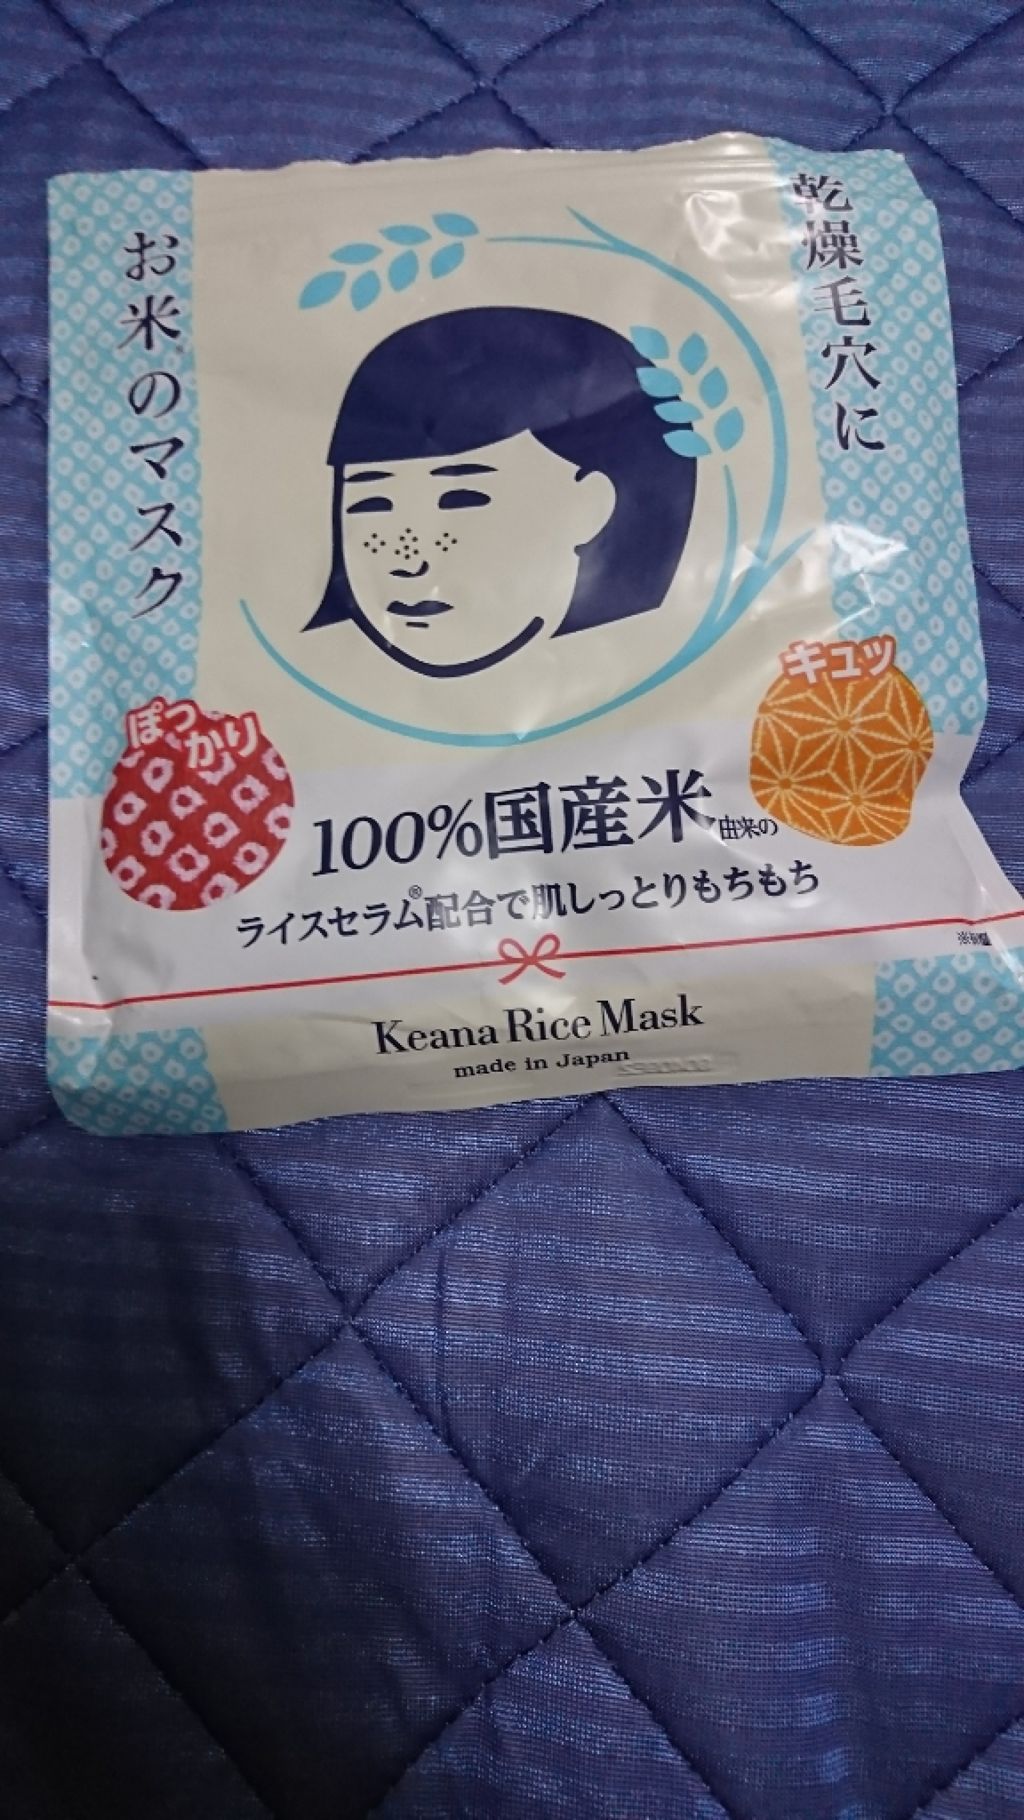 乾燥毛穴に
お米のマスク
ぽっかり
キュッ
100%国産米由来の
ライスセラム®配合で肌しっとりもちもち
Keana Rice Mask
made in Japan